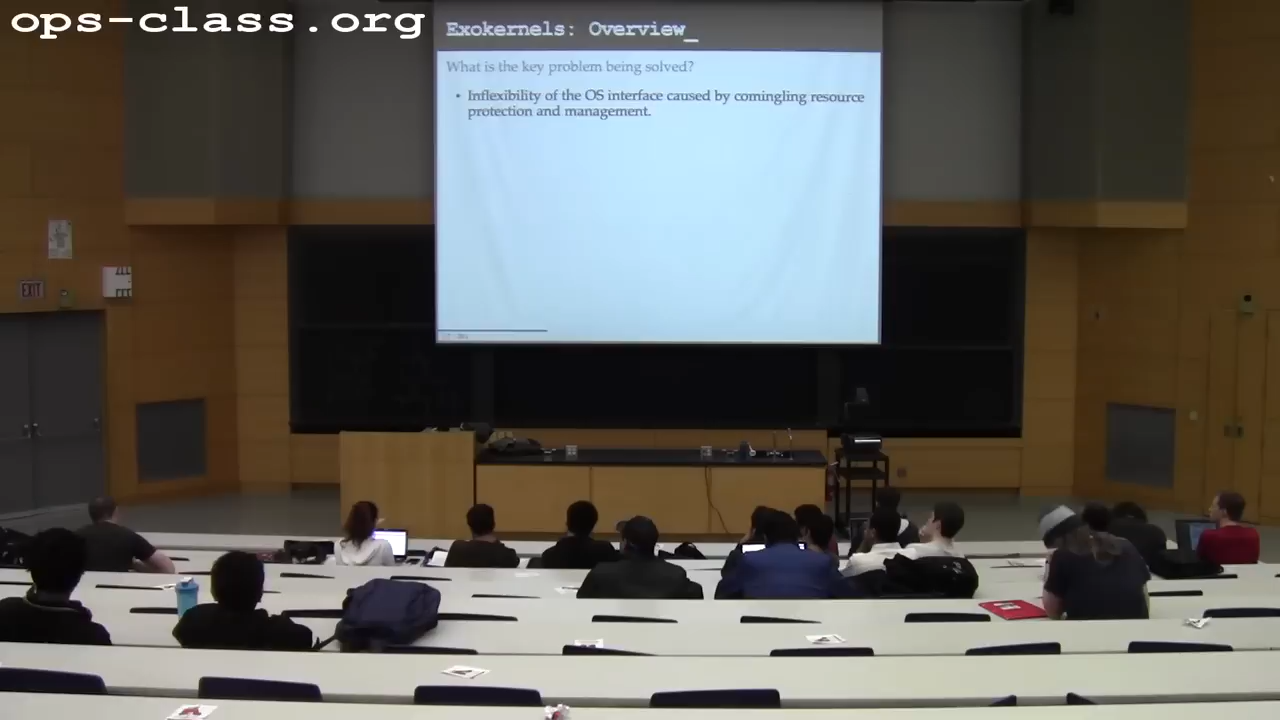 ops-class.org
Exokernels: Overview_
What is the key problem being solved?
• Inflexibility of the OS interface caused by comingling resource
protection and management.
EXIT